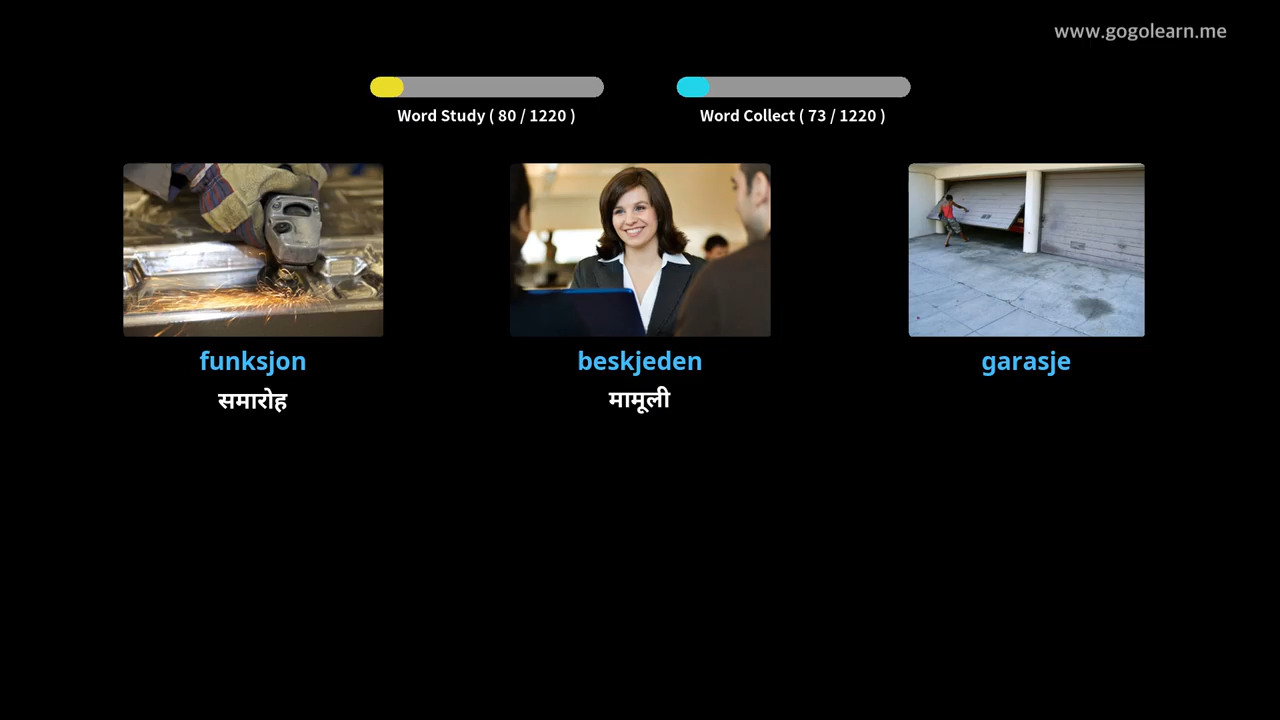 www.gogolearn.me
Word Study ( 80 / 1220 )
Word Collect ( 73 / 1220 )
funksjon
समारोह
beskjeden
मामूली
garasje